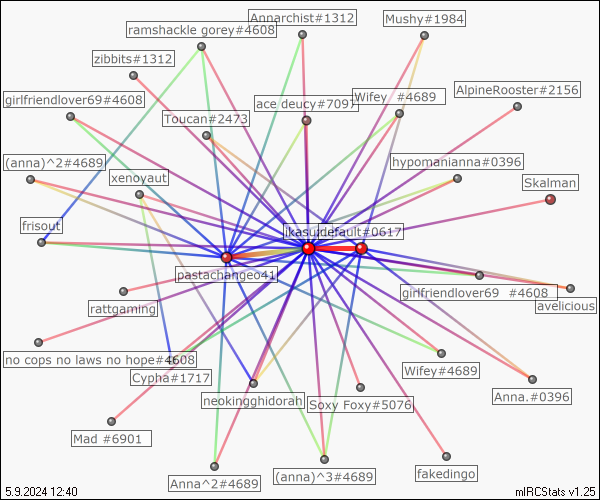 Annarchist#1312
Mushy#1984
ramshackle gorey#4608
zibbits#1312
AlpineRooster#2156
girlfriendlover69#4608
ace deucy#7097
Wifey #4689
Toucan#2473
(anna)^2#4689
hypomanianna#0396
xenoyaut
Skalman
frisout
default#0617
pastachangeo41
rattgaming
girlfriendlover69 #4608
avelicious
no cops no laws no hope#4608
Cypha#1717
Wifey#4689
neokingghidorah
Soxy Foxy#5076
Anna.#0396
Mad #6901
Anna^2#4689
(anna)^3#4689
fakedingo
5.9.2024 12:40
mIRCStats v1.25